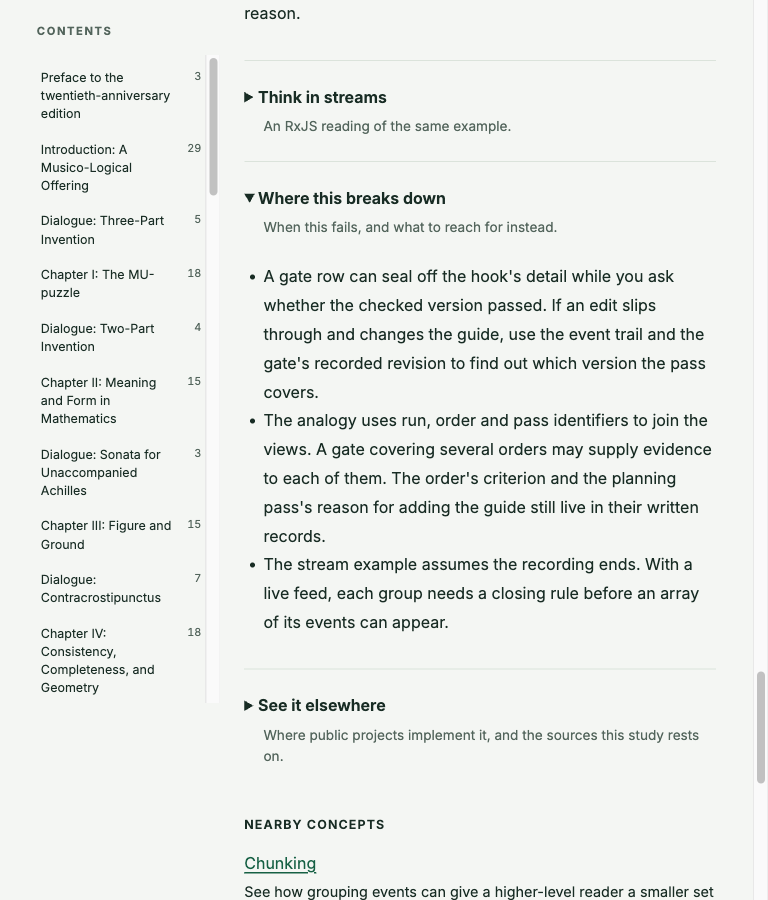 CONTENTS
Preface to the
twentieth-anniversary
edition
3
Introduction: A
Musico-Logical
Offering
29
Dialogue: Three-Part
Invention
5
Chapter I: The MU-
puzzle
18
Dialogue: Two-Part
Invention
4
Chapter II: Meaning
and Form in
Mathematics
15
Dialogue: Sonata for
Unaccompanied
Achilles
3
Chapter III: Figure and
Ground
15
Dialogue:
Contracrostipunctus
7
Chapter IV:
Consistency,
Completeness, and
Geometry
18
reason.
Think in streams
An RxJS reading of the same example.
Where this breaks down
When this fails, and what to reach for instead.
• A gate row can seal off the hook's detail while you ask
whether the checked version passed. If an edit slips
through and changes the guide, use the event trail and the
gate's recorded revision to find out which version the pass
covers.
• The analogy uses run, order and pass identifiers to join the
views. A gate covering several orders may supply evidence
to each of them. The order's criterion and the planning
pass's reason for adding the guide still live in their written
records.
• The stream example assumes the recording ends. With a
live feed, each group needs a closing rule before an array
of its events can appear.
See it elsewhere
Where public projects implement it, and the sources this study rests
on.
NEARBY CONCEPTS
Chunking
See how grouping events can give a higher-level reader a smaller set